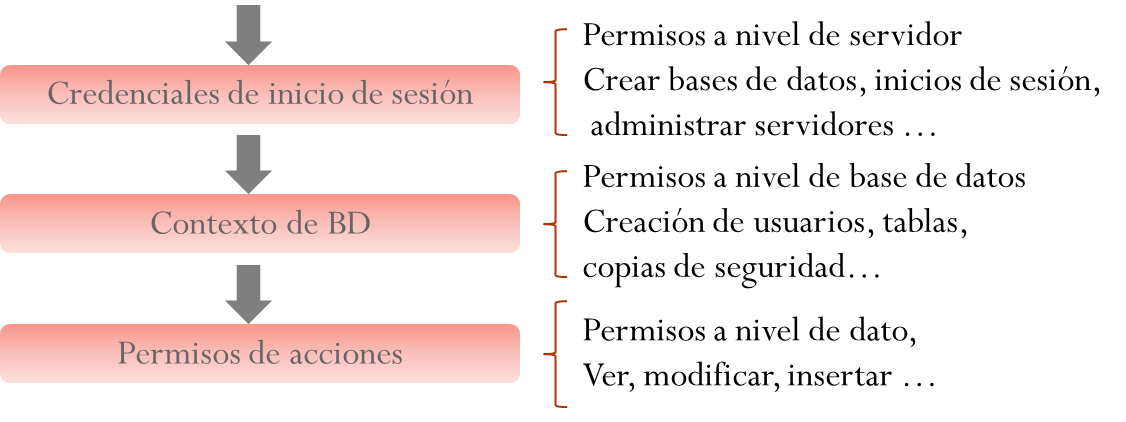 Credenciales de inicio de sesión
Permisos a nivel de servidor
Crear bases de datos, inicios de sesión,
administrar servidores …
Contexto de BD
Permisos a nivel de base de datos
Creación de usuarios, tablas,
copias de seguridad…
Permisos de acciones
Permisos a nivel de dato,
Ver, modificar, insertar …